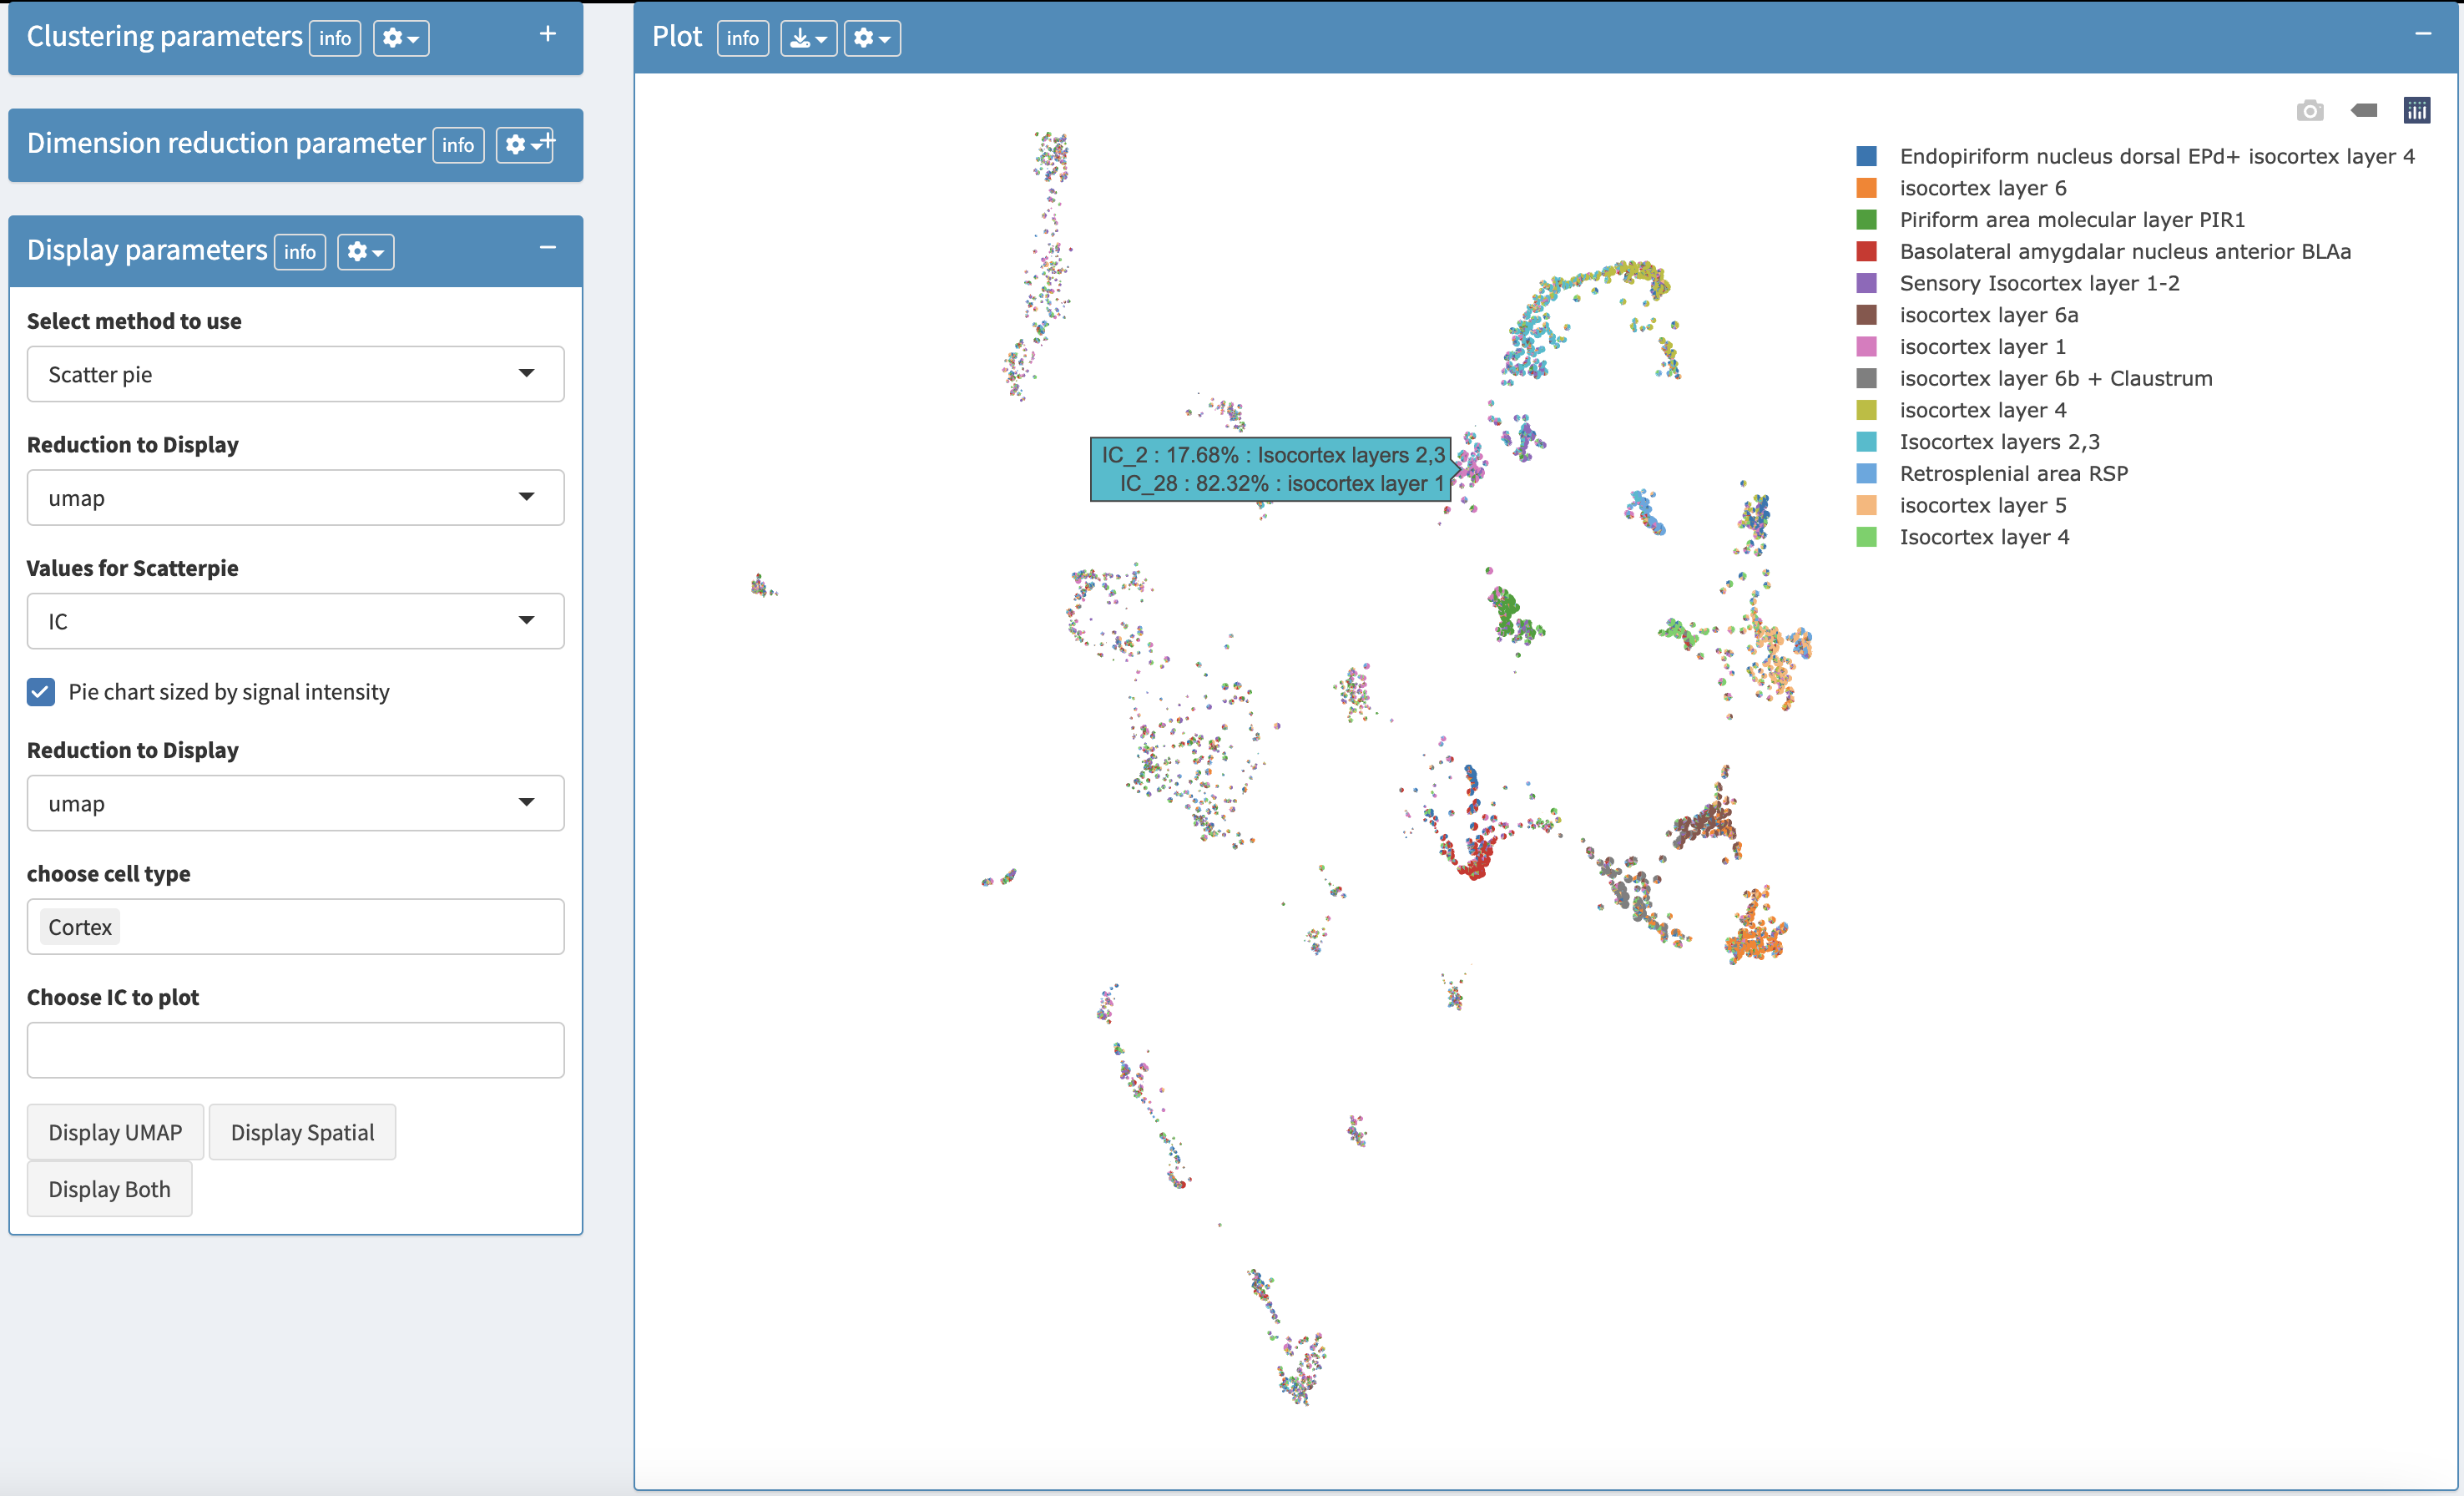 Clustering parameters info
+
Dimension reduction parameter info
+
Display parameters info
−
Select method to use
Scatter pie
Reduction to Display
umap
Values for Scatterpie
IC
Pie chart sized by signal intensity
Reduction to Display
umap
choose cell type
Cortex
Choose IC to plot
Display UMAP Display Spatial
Display Both
Plot info
−
Endopiriform nucleus dorsal EPd+ isocortex layer 4
isocortex layer 6
Piriform area molecular layer PIR1
Basolateral amygdalar nucleus anterior BLAa
Sensory Isocortex layer 1-2
isocortex layer 6a
isocortex layer 1
isocortex layer 6b + Claustrum
isocortex layer 4
Isocortex layers 2,3
Retrosplenial area RSP
isocortex layer 5
Isocortex layer 4
IC_2 : 17.68% : Isocortex layers 2,3
IC_28 : 82.32% : isocortex layer 1